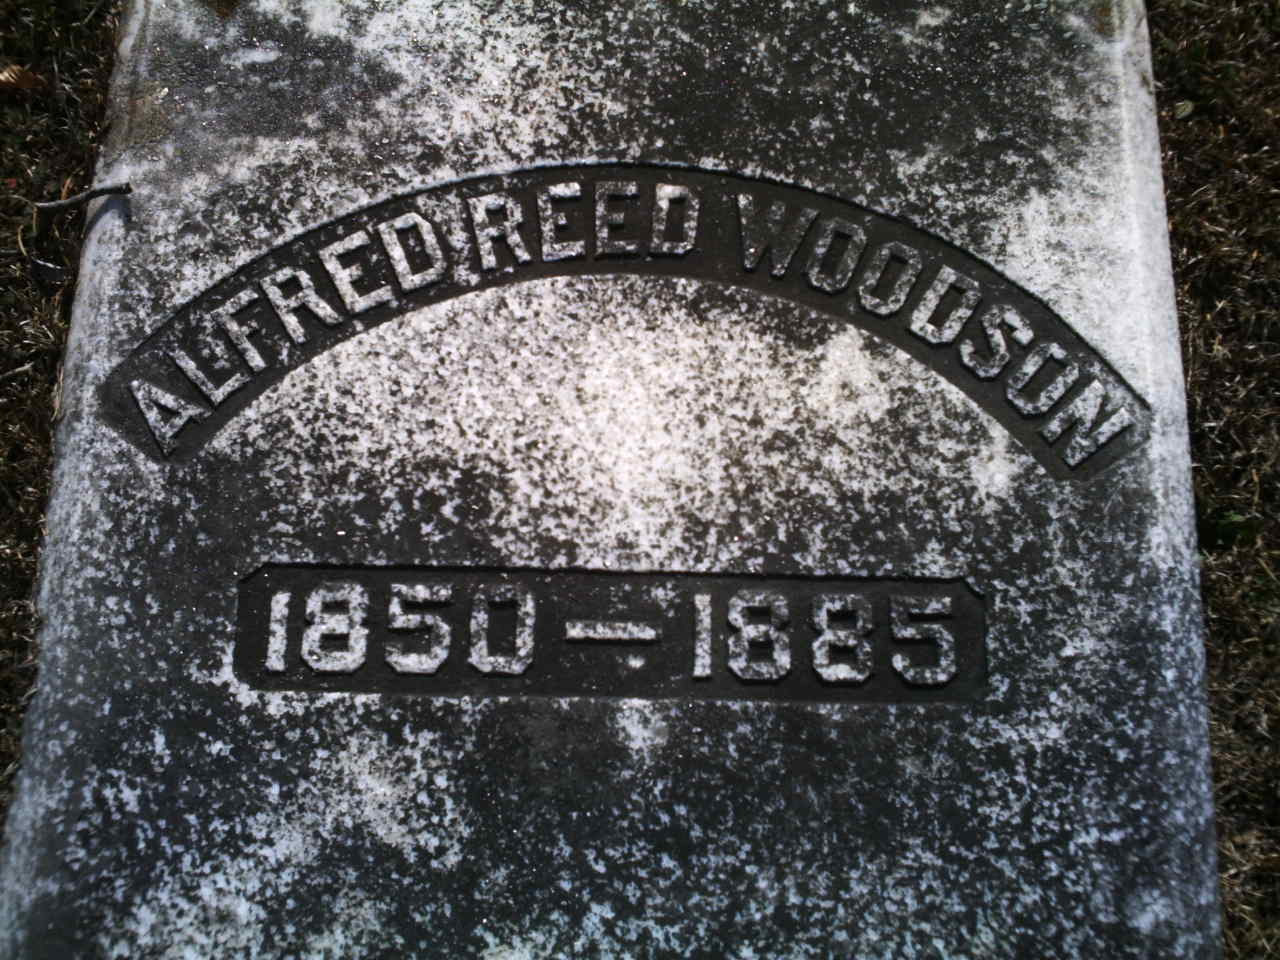 ALFRED REED WOODSON
1850 — 1885